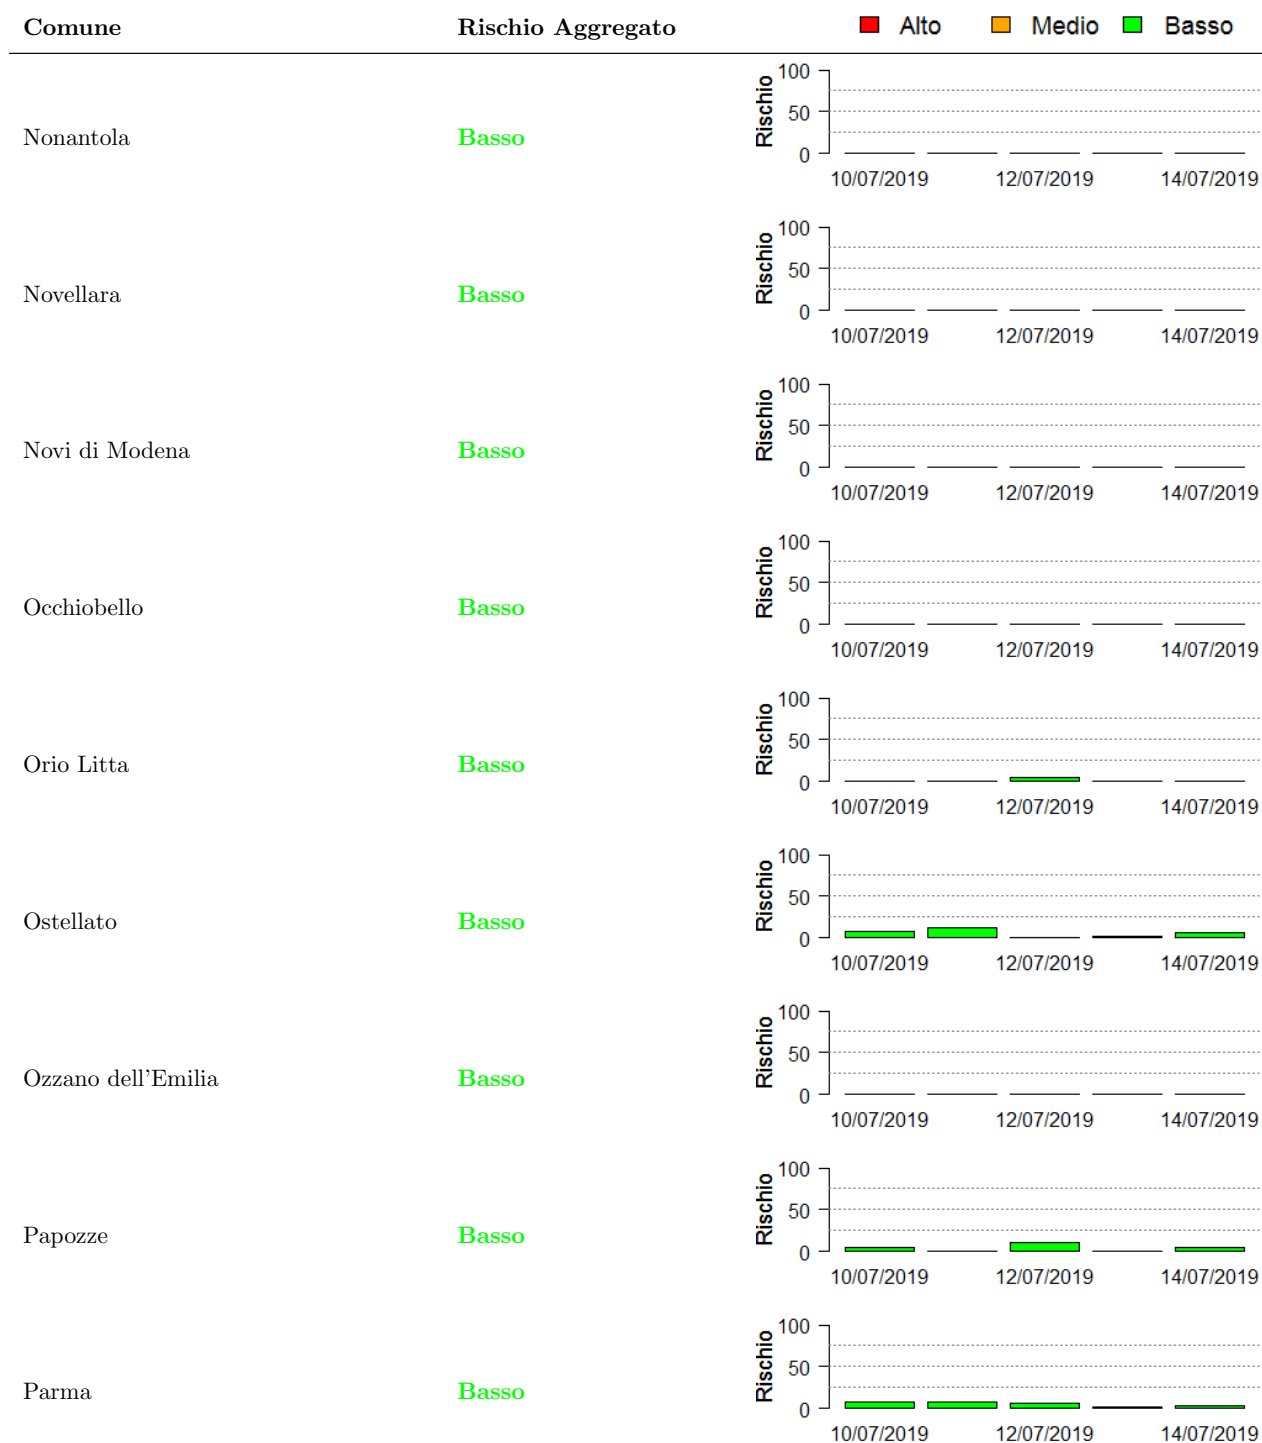 Comune Rischio Aggregato Alto Medio Basso
Nonantola Basso
Rischio
100
50
0
10/07/2019 12/07/2019 14/07/2019
Novellara Basso
Rischio
100
50
0
10/07/2019 12/07/2019 14/07/2019
Novi di Modena Basso
Rischio
100
50
0
10/07/2019 12/07/2019 14/07/2019
Occhiobello Basso
Rischio
100
50
0
10/07/2019 12/07/2019 14/07/2019
Orio Litta Basso
Rischio
100
50
0
10/07/2019 12/07/2019 14/07/2019
Ostellato Basso
Rischio
100
50
0
10/07/2019 12/07/2019 14/07/2019
Ozzano dell'Emilia Basso
Rischio
100
50
0
10/07/2019 12/07/2019 14/07/2019
Papozze Basso
Rischio
100
50
0
10/07/2019 12/07/2019 14/07/2019
Parma Basso
Rischio
100
50
0
10/07/2019 12/07/2019 14/07/2019